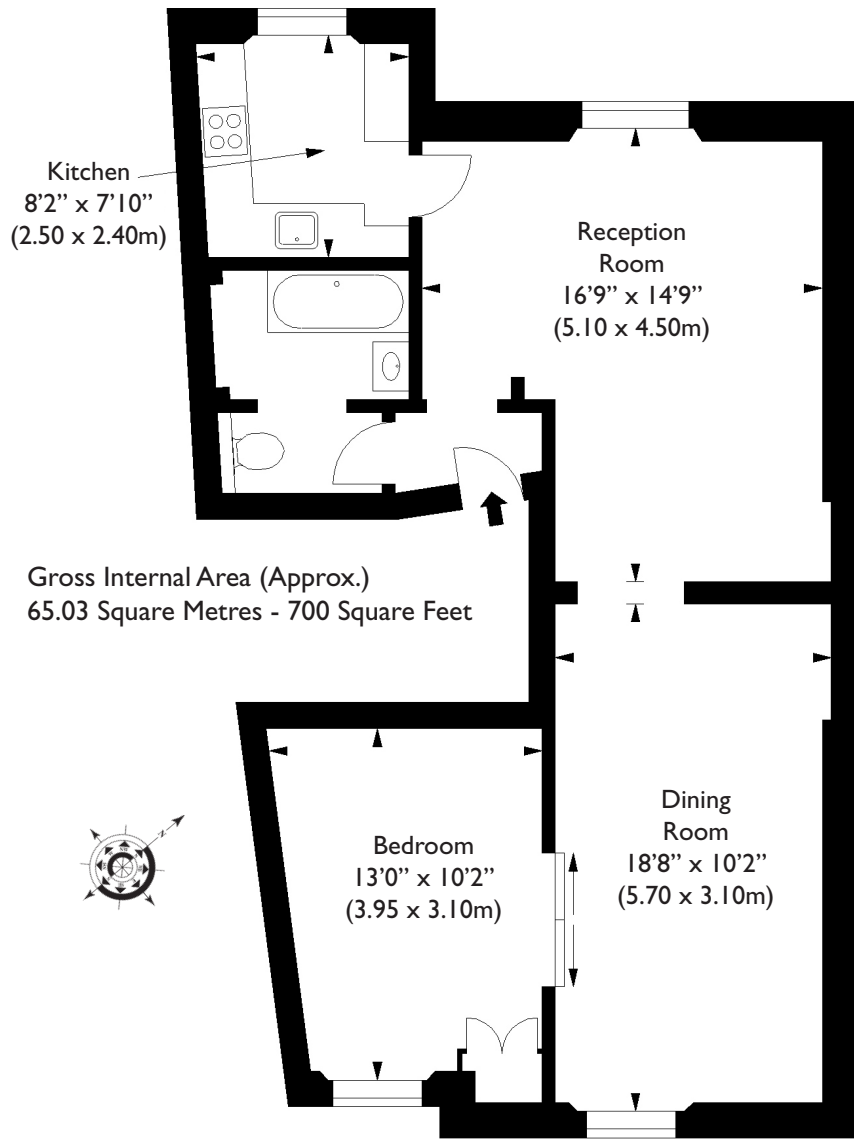 Kitchen
8’2” x 7’10”
(2.50 x 2.40m)
Reception
Room
16’9” x 14’9”
(5.10 x 4.50m)
Gross Internal Area (Approx.)
65.03 Square Metres - 700 Square Feet
Dining
Room
18’8” x 10’2”
(5.70 x 3.10m)
Bedroom
13’0” x 10’2”
(3.95 x 3.10m)
N